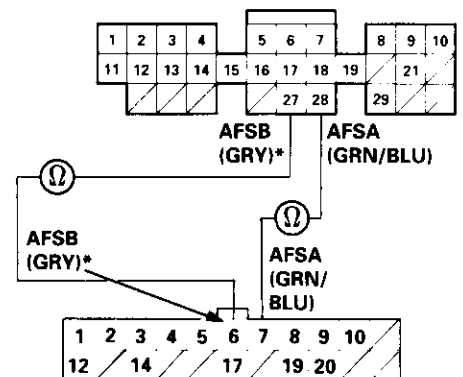 1 2 3 4 5 6 7 8 9 10
11 12 13 14 15 16 17 18 19 21
27 28 29
AFSB
(GRY)*
AFSA
(GRN/BLU)
Ω
Ω
AFSB
(GRY)*
AFSA
(GRN/
BLU)
1 2 3 4 5 6 7 8 9 10
12 14 17 19 20